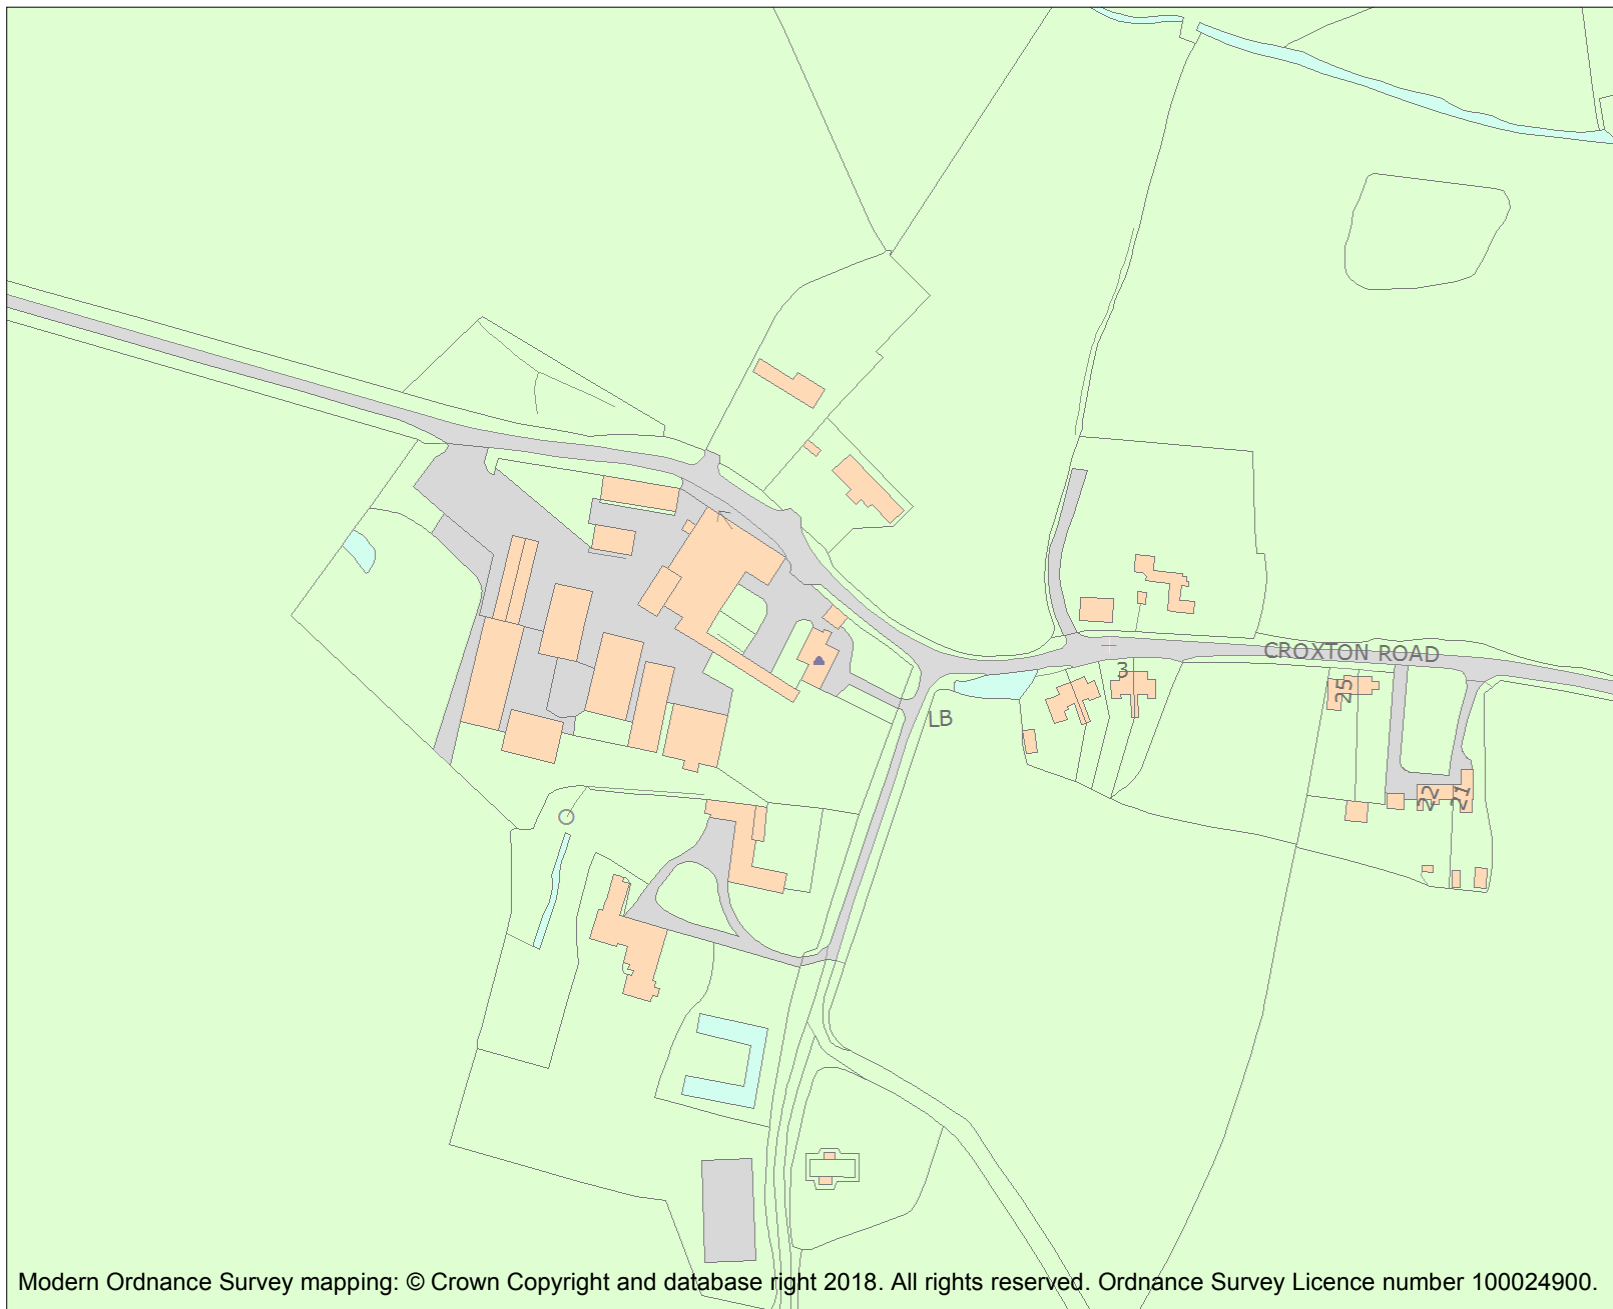 CROXTON ROAD
3
25
LB
22
21
Modern Ordnance Survey mapping: © Crown Copyright and database right 2018. All rights reserved. Ordnance Survey Licence number 100024900.